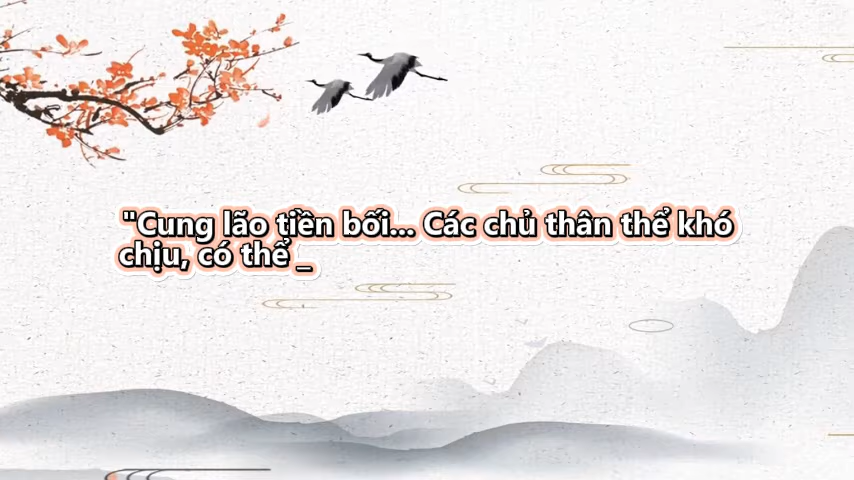 "Cung lão tiền bối... Các chủ thân thể khó
chịu, có thể _